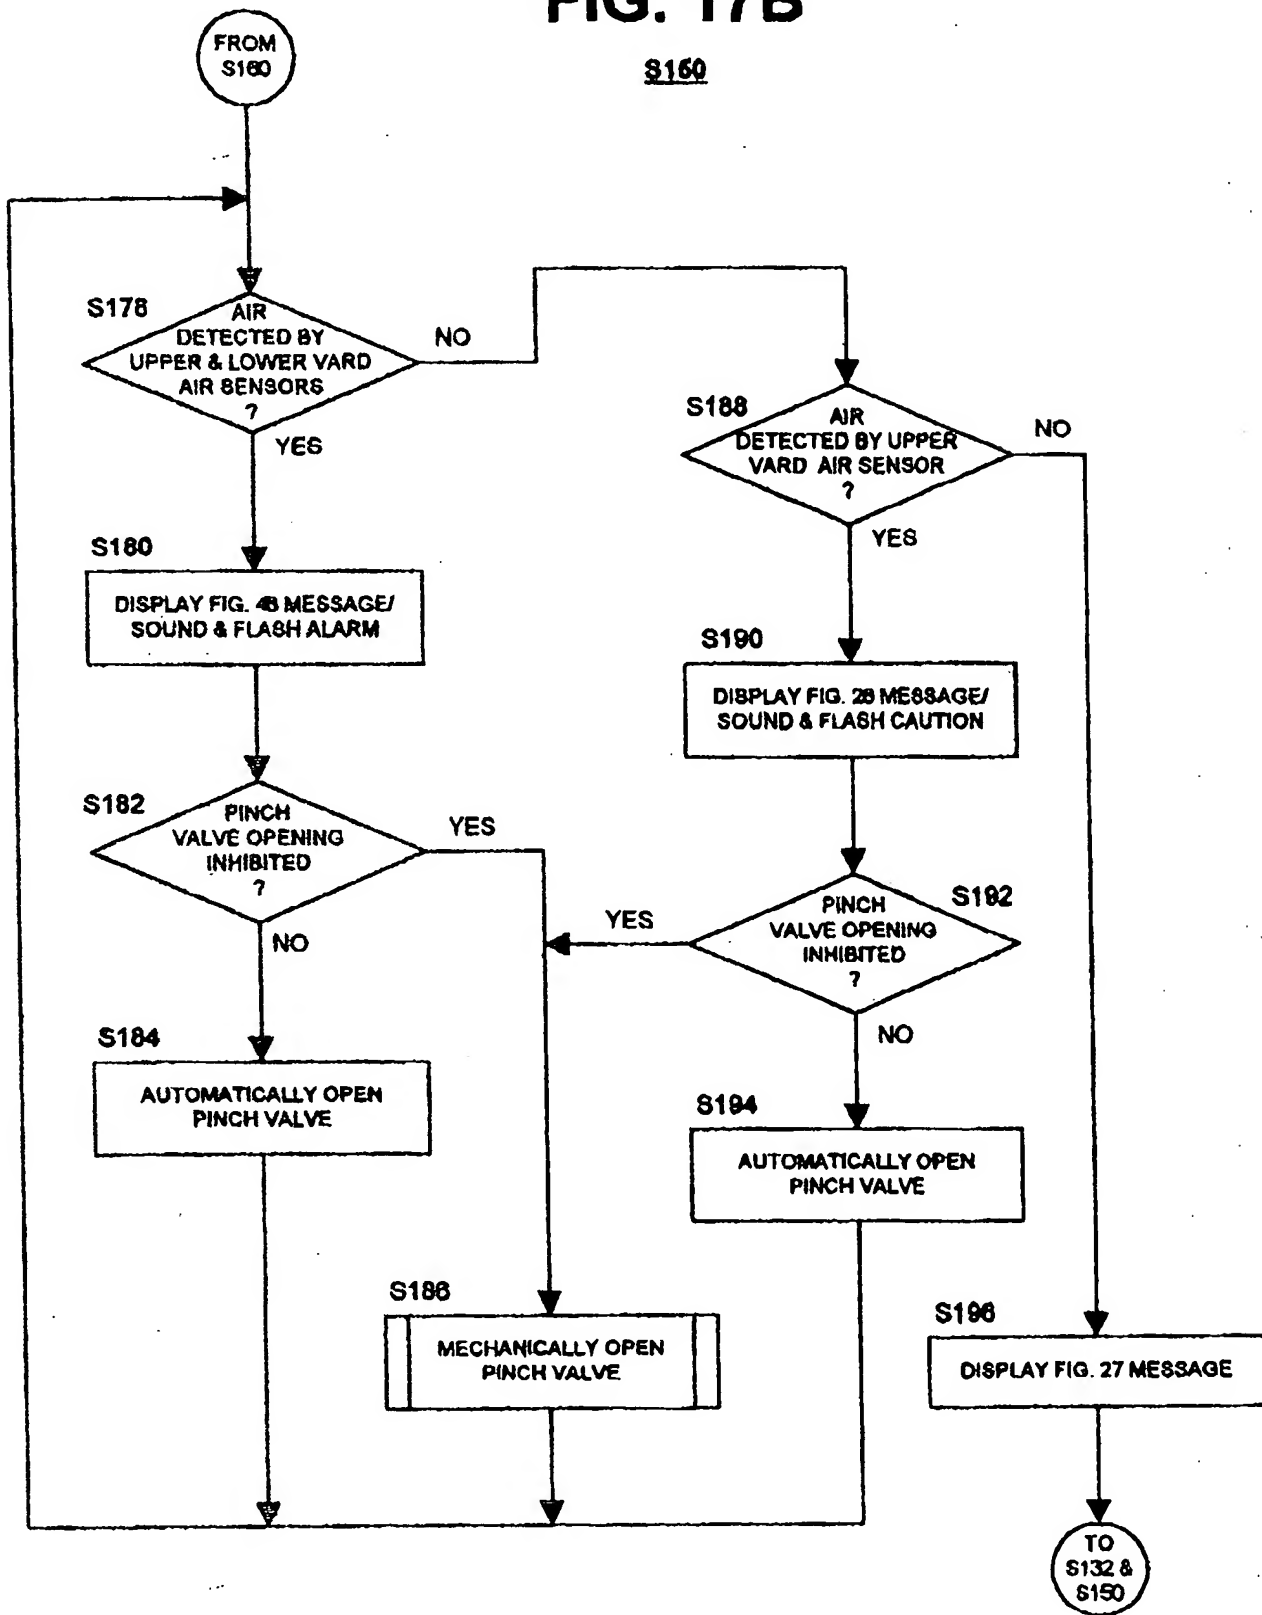 FIG. 17B
S150
FROM
S160
S178
AIR
DETECTED BY
UPPER & LOWER VARD
AIR SENSORS
?
NO
YES
S188
AIR
DETECTED BY UPPER
VARD AIR SENSOR
?
NO
YES
S180
DISPLAY FIG. 48 MESSAGE/
SOUND & FLASH ALARM
S190
DISPLAY FIG. 28 MESSAGE/
SOUND & FLASH CAUTION
S182
PINCH
VALVE OPENING
INHIBITED
?
YES
NO
S192
PINCH
VALVE OPENING
INHIBITED
?
YES
NO
S184
AUTOMATICALLY OPEN
PINCH VALVE
S194
AUTOMATICALLY OPEN
PINCH VALVE
S186
MECHANICALLY OPEN
PINCH VALVE
S196
DISPLAY FIG. 27 MESSAGE
TO
S132 &
S150